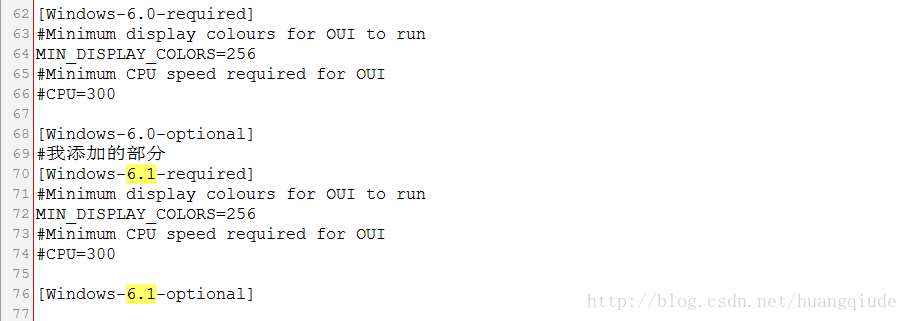 62 [Windows-6.0-required]
63 #Minimum display colours for OUI to run
64 MIN_DISPLAY_COLORS=256
65 #Minimum CPU speed required for OUI
66 #CPU=300
67
68 [Windows-6.0-optional]
69 #我添加的部分
70 [Windows-6.1-required]
71 #Minimum display colours for OUI to run
72 MIN_DISPLAY_COLORS=256
73 #Minimum CPU speed required for OUI
74 #CPU=300
75
76 [Windows-6.1-optional]
http://blog.csdn.net/huangqiude
77